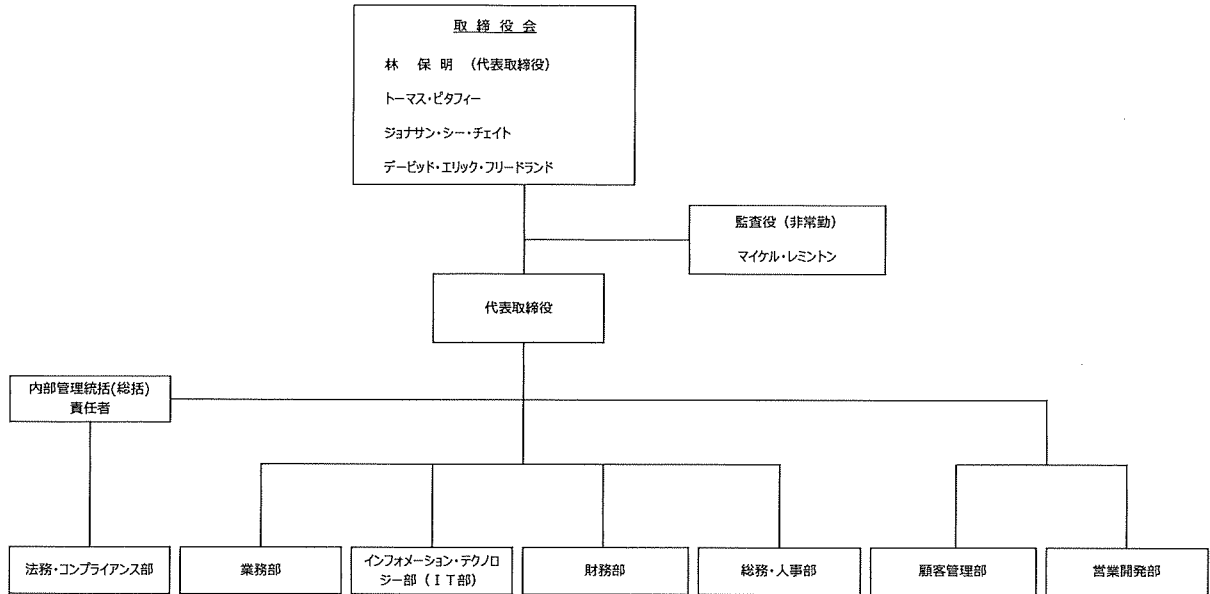 取 締 役 会
林 保 明 (代表取締役)
トーマス・ピタフィー
ジョナサン・シー・チェイト
デービッド・エリック・フリードランド
監査役 (非常勤)
マイケル・レミントン
代表取締役
内部管理統括(総括)
責任者
法務・コンプライアンス部
業務部
インフォメーション・テクノロ
ジー部 (IT部)
財務部
総務・人事部
顧客管理部
営業開発部